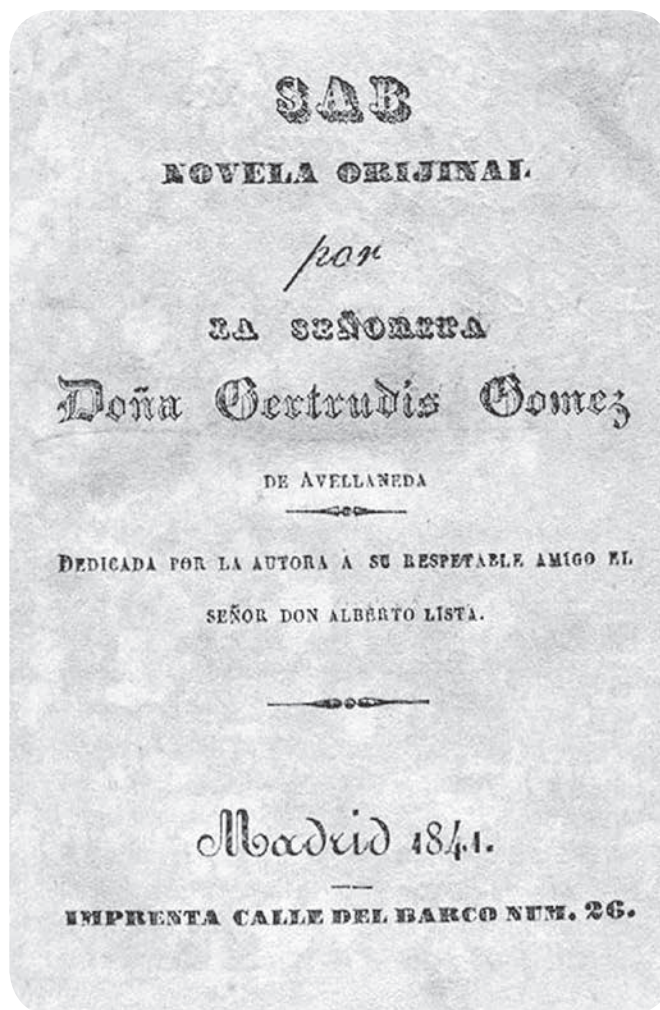 SAB
NOVELA ORIJINAL
por
LA SEÑORITA
Doña Gertrudis Gomez
DE AVELLANEDA
DEDICADA POR LA AUTORA A SU RESPETABLE AMIGO EL
SEÑOR DON ALBERTO LISTA.
Madrid 1841.
IMPRENTA CALLE DEL BARCO NUM. 26.